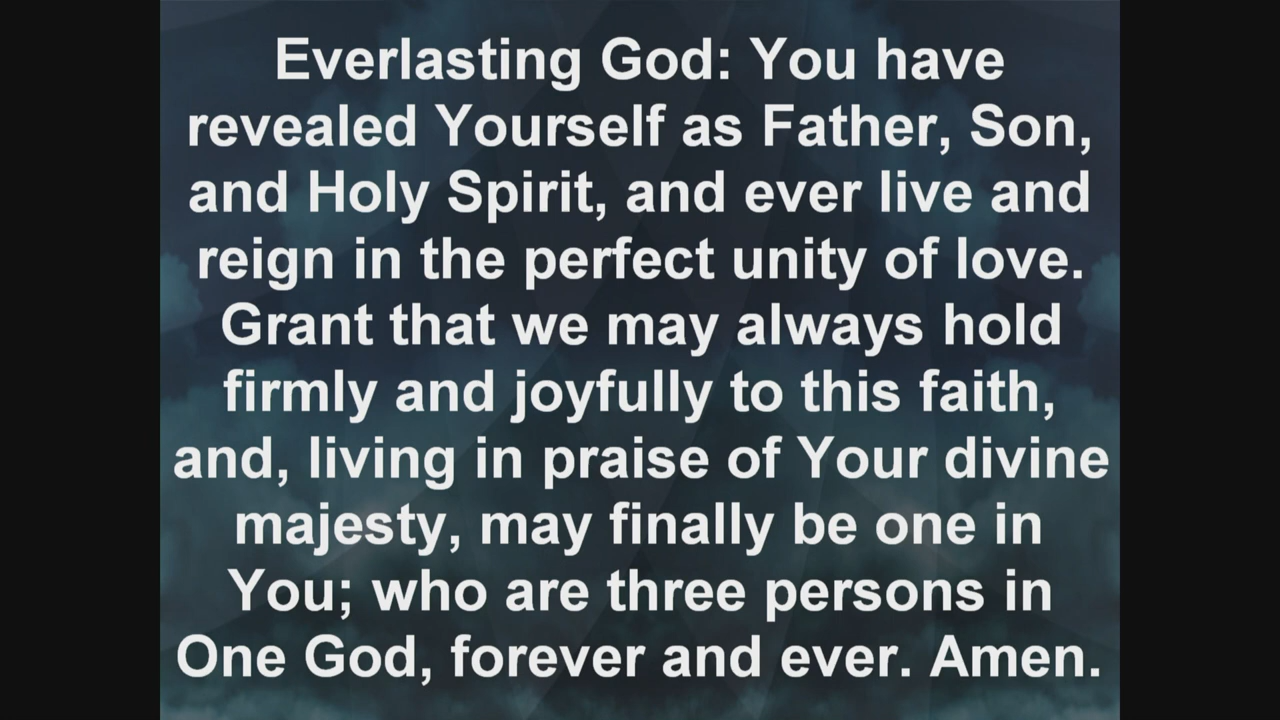 Everlasting God: You have
revealed Yourself as Father, Son,
and Holy Spirit, and ever live and
reign in the perfect unity of love.
Grant that we may always hold
firmly and joyfully to this faith,
and, living in praise of Your divine
majesty, may finally be one in
You; who are three persons in
One God, forever and ever. Amen.